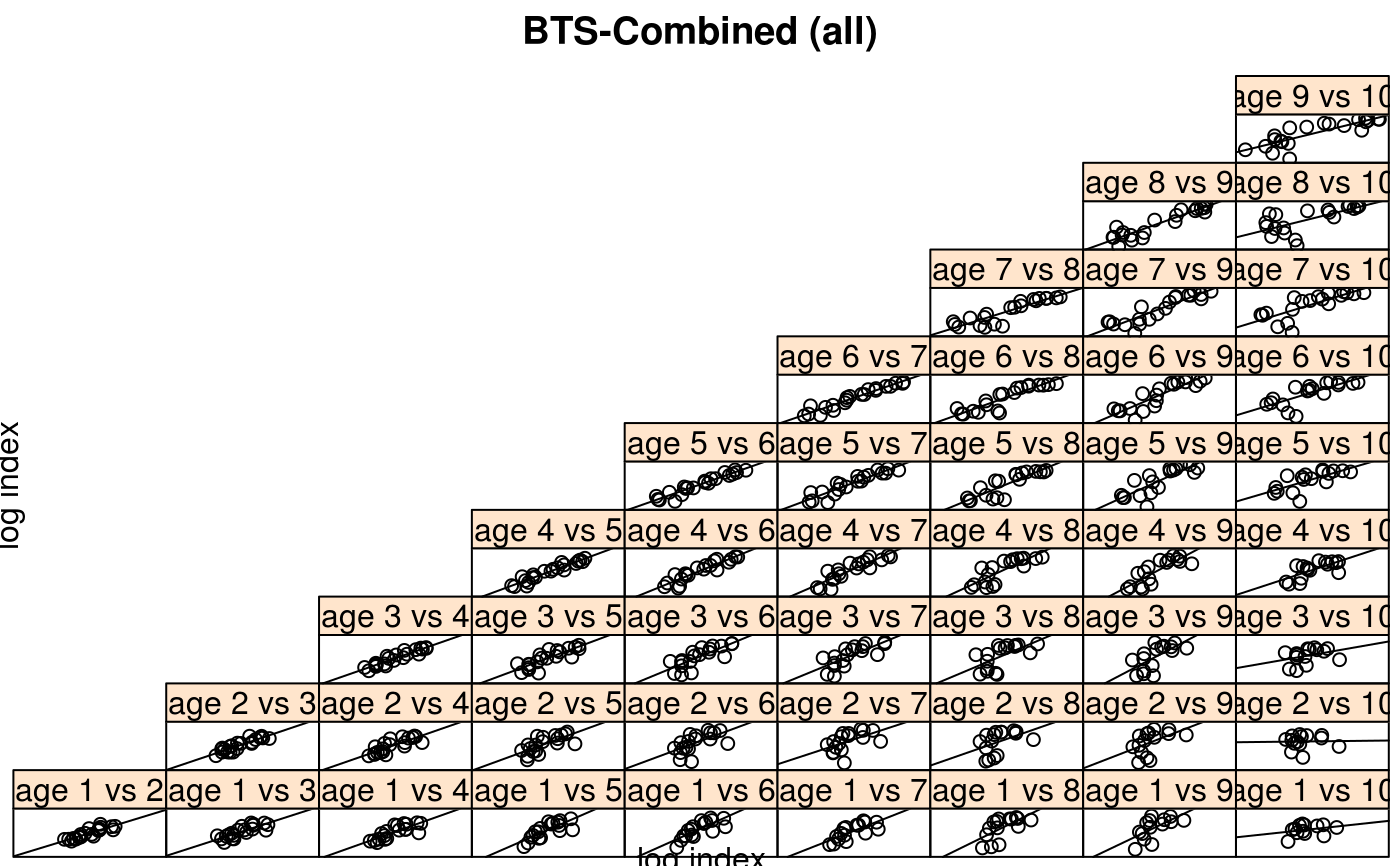 BTS-Combined (all)
age 9 vs 10
age 8 vs 9 age 8 vs 10
age 7 vs 8 age 7 vs 9 age 7 vs 10
age 6 vs 7 age 6 vs 8 age 6 vs 9 age 6 vs 10
age 5 vs 6 age 5 vs 7 age 5 vs 8 age 5 vs 9 age 5 vs 10
log index
age 4 vs 5 age 4 vs 6 age 4 vs 7 age 4 vs 8 age 4 vs 9 age 4 vs 10
age 3 vs 4 age 3 vs 5 age 3 vs 6 age 3 vs 7 age 3 vs 8 age 3 vs 9 age 3 vs 10
age 2 vs 3 age 2 vs 4 age 2 vs 5 age 2 vs 6 age 2 vs 7 age 2 vs 8 age 2 vs 9 age 2 vs 10
age 1 vs 2 age 1 vs 3 age 1 vs 4 age 1 vs 5 age 1 vs 6 age 1 vs 7 age 1 vs 8 age 1 vs 9 age 1 vs 10
log index